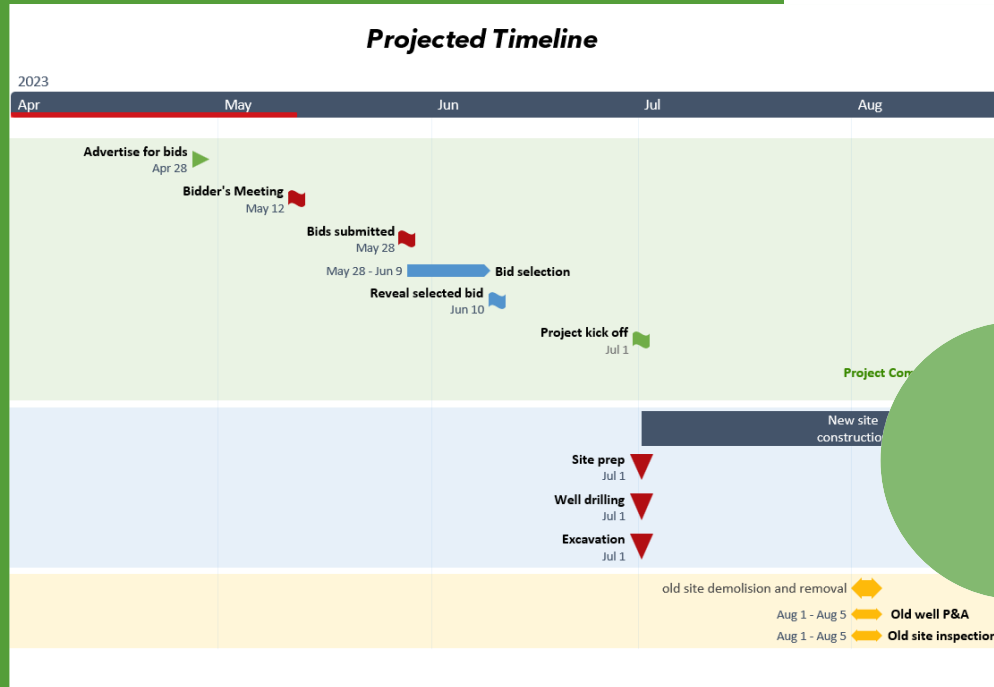 Projected Timeline
2023
Apr May Jun Jul Aug
Advertise for bids
Apr 28
Bidder's Meeting
May 12
Bids submitted
May 28
May 28 - Jun 9 Bid selection
Reveal selected bid
Jun 10
Project kick off
Jul 1
Project
New site
Site prep
Jul 1
Well drilling
Jul 1
Excavation
Jul 1
old site demolision and removal
Aug 1 - Aug 5 Old well P&A
Aug 1 - Aug 5 Old site inspection